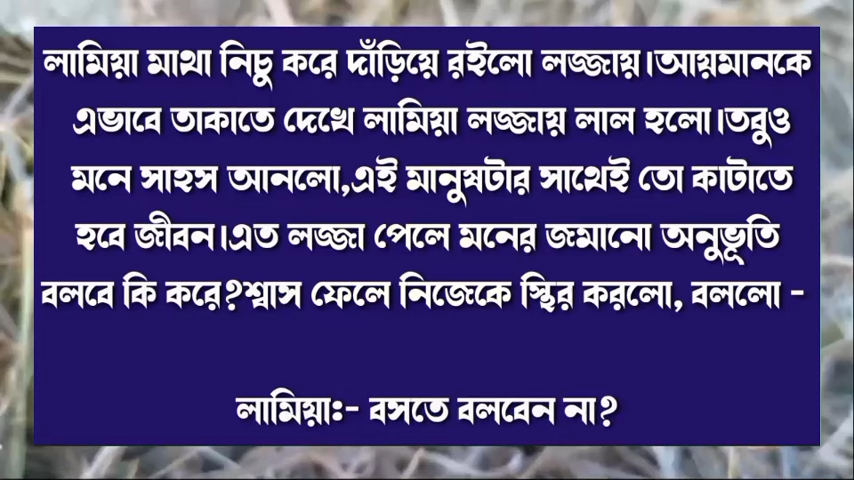 লামিয়া মাথা নিচু করে দাঁড়িয়ে রইলো লজ্জায়।আয়মানকে
এভাবে তাকাতে দেখে লামিয়া লজ্জায় লাল হলো।তবুও
মনে সাহস আনলো,এই মানুষটার সাথেই তো কাটাতে
হবে জীবন।এত লজ্জা পেলে মনের জমানো অনুভূতি
বলবে কি করে?শ্বাস ফেলে নিজেকে স্থির করলো, বললো -
লামিয়াঃ- বসতে বলবেন না?